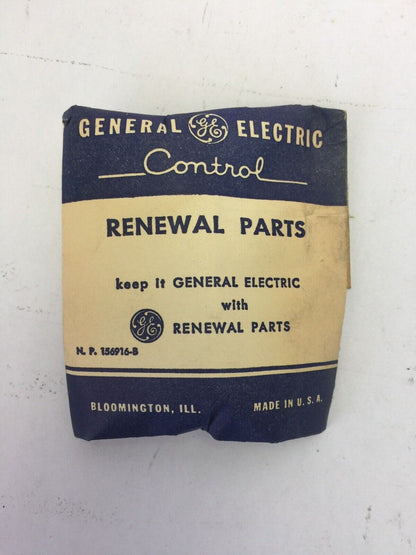 GENERAL GE ELECTRIC
Control
RENEWAL PARTS
keep it GENERAL ELECTRIC
with
GE RENEWAL PARTS
N. P. 156916-B
BLOOMINGTON, ILL. MADE IN U. S. A.